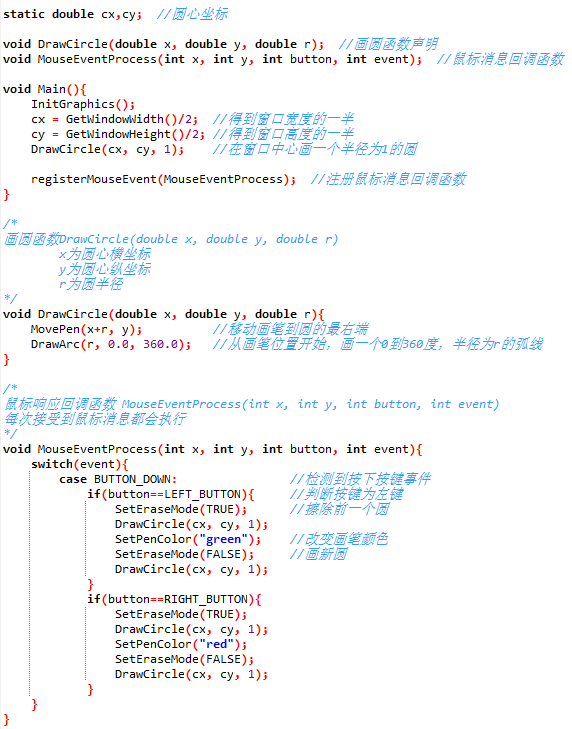 static double cx,cy;  //圆心坐标
void DrawCircle(double x, double y, double r);  //画圆函数声明
void MouseEventProcess(int x, int y, int button, int event);  //鼠标消息回调函数
void Main(){
    InitGraphics();
    cx = GetWindowWidth()/2;  //得到窗口宽度的一半
    cy = GetWindowHeight()/2; //得到窗口高度的一半
    DrawCircle(cx, cy, 1);    //在窗口中心画一个半径为1的圆
    registerMouseEvent(MouseEventProcess);  //注册鼠标消息回调函数
}
/*
画圆函数DrawCircle(double x, double y, double r)
        x为圆心横坐标
        y为圆心纵坐标
        r为圆半径
*/
void DrawCircle(double x, double y, double r){
    MovePen(x+r, y);          //移动画笔到圆的最右端
    DrawArc(r, 0.0, 360.0);   //从画笔位置开始，画一个0到360度，半径为r的弧线
}
/*
鼠标响应回调函数 MouseEventProcess(int x, int y, int button, int event)
每次接受到鼠标消息都会执行
*/
void MouseEventProcess(int x, int y, int button, int event){
    switch(event){
        case BUTTON_DOWN:                //检测到按下按键事件
            if(button==LEFT_BUTTON){     //判断按键为左键
                SetEraseMode(TRUE);      //擦除前一个圆
                DrawCircle(cx, cy, 1);
                SetPenColor("green");    //改变画笔颜色
                SetEraseMode(FALSE);     //画新圆
                DrawCircle(cx, cy, 1);
            }
            if(button==RIGHT_BUTTON){
                SetEraseMode(TRUE);
                DrawCircle(cx, cy, 1);
                SetPenColor("red");
                SetEraseMode(FALSE);
                DrawCircle(cx, cy, 1);
            }
    }
}